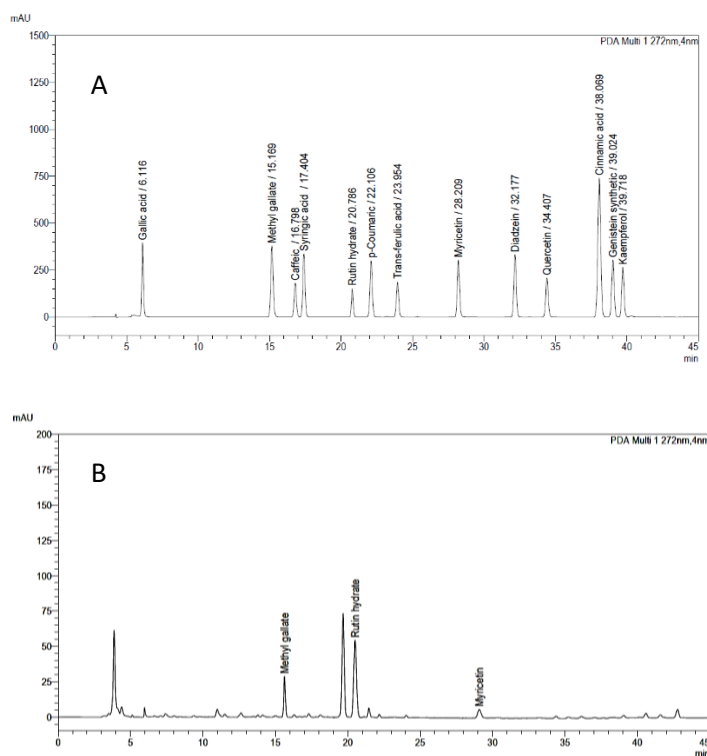 mAU
1500
PDA Multi 1 272nm,4nm
A
1250
1000
750
500
250
0
Gallic acid / 6.116
Methyl gallate / 15.169
Caffeic / 16.798
Syringic acid / 17.404
Rutin hydrate / 20.786
p-Coumaric / 22.106
Trans-ferulic acid / 23.954
Myricetin / 28.209
Diadzein / 32.177
Quercetin / 34.407
Cinnamic acid / 38.069
Genistein synthetic / 39.024
Kaempferol / 39.718
0 5 10 15 20 25 30 35 40 45
min
mAU
200
PDA Multi 1 272nm,4nm
B
175
150
125
100
75
50
25
0
Methyl gallate
Rutin hydrate
Myricetin
0 5 10 15 20 25 30 35 40 45
min